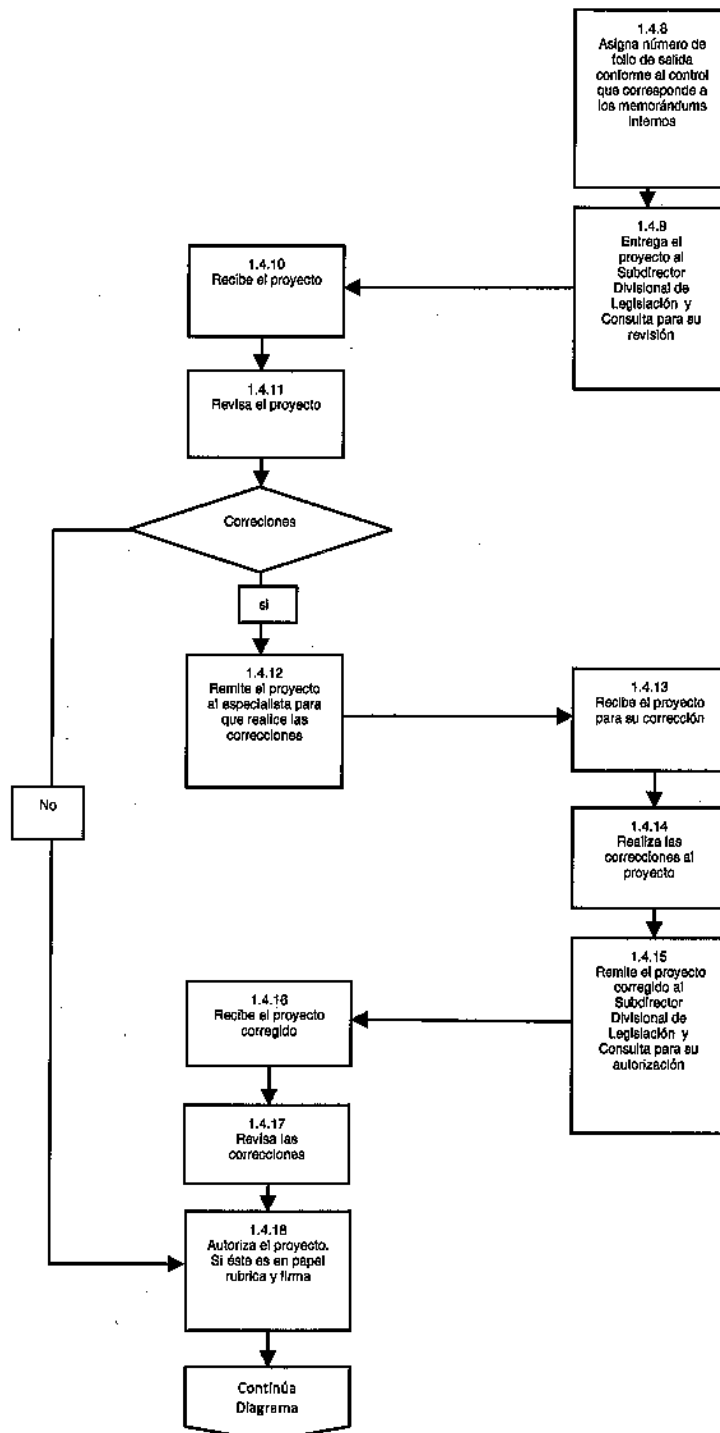 1.4.8
Asigna número de
folio de salida
conforme al control
que corresponde a
los memorándums
internos
1.4.9
Entrega el
proyecto al
Subdirector
Divisional de
Legislación y
Consulta para su
revisión
1.4.10
Recibe el proyecto
1.4.11
Revisa el proyecto
Correciones
si
1.4.12
Remite el proyecto
al especialista para
que realice las
correcciones
1.4.13
Recibe el proyecto
para su corrección
No
1.4.14
Realiza las
correcciones al
proyecto
1.4.15
Remite el proyecto
corregido al
Subdirector
Divisional de
Legislación y
Consulta para su
autorización
1.4.16
Recibe el proyecto
corregido
1.4.17
Revisa las
correcciones
1.4.18
Autoriza el proyecto.
Si éste es en papel
rubrica y firma
Continúa
Diagrama